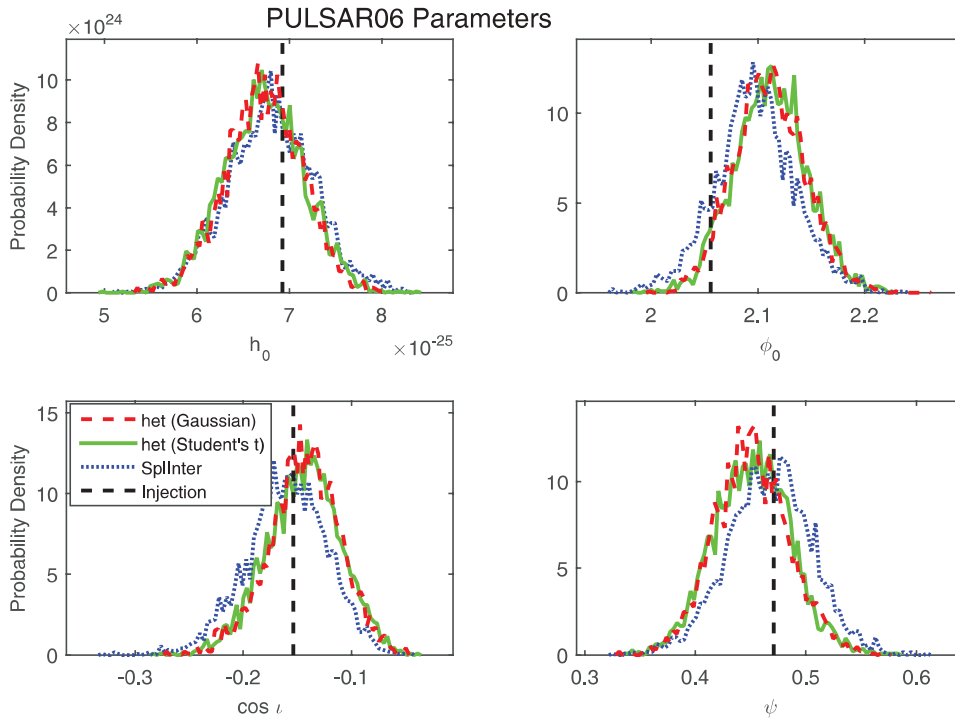 PULSAR06 Parameters
×10^24
Probability Density
10
8
6
4
2
0
5 6 7 8
×10^-25
h_0
10
5
0
2 2.1 2.2
ϕ_0
Probability Density
15
10
5
0
het (Gaussian)
het (Student's t)
SplInter
Injection
-0.3 -0.2 -0.1
cos ι
10
5
0
0.3 0.4 0.5 0.6
ψ